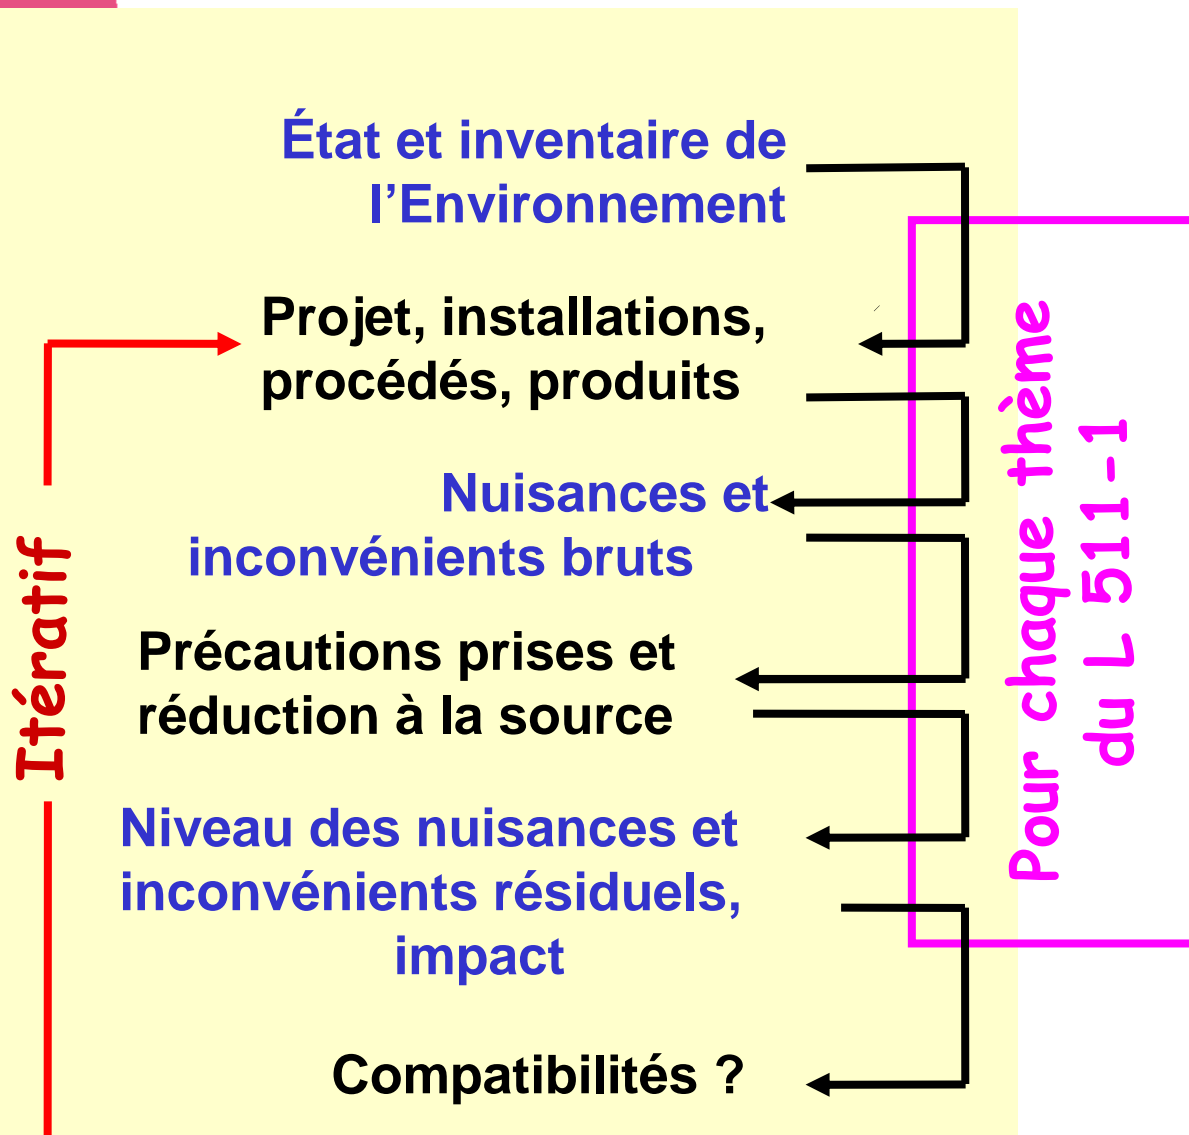 État et inventaire de
l’Environnement
Projet, installations,
procédés, produits
Nuisances et
inconvénients bruts
Précautions prises et
réduction à la source
Niveau des nuisances et
inconvénients résiduels,
impact
Compatibilités ?
Itératif
Pour chaque thème
du L 511-1